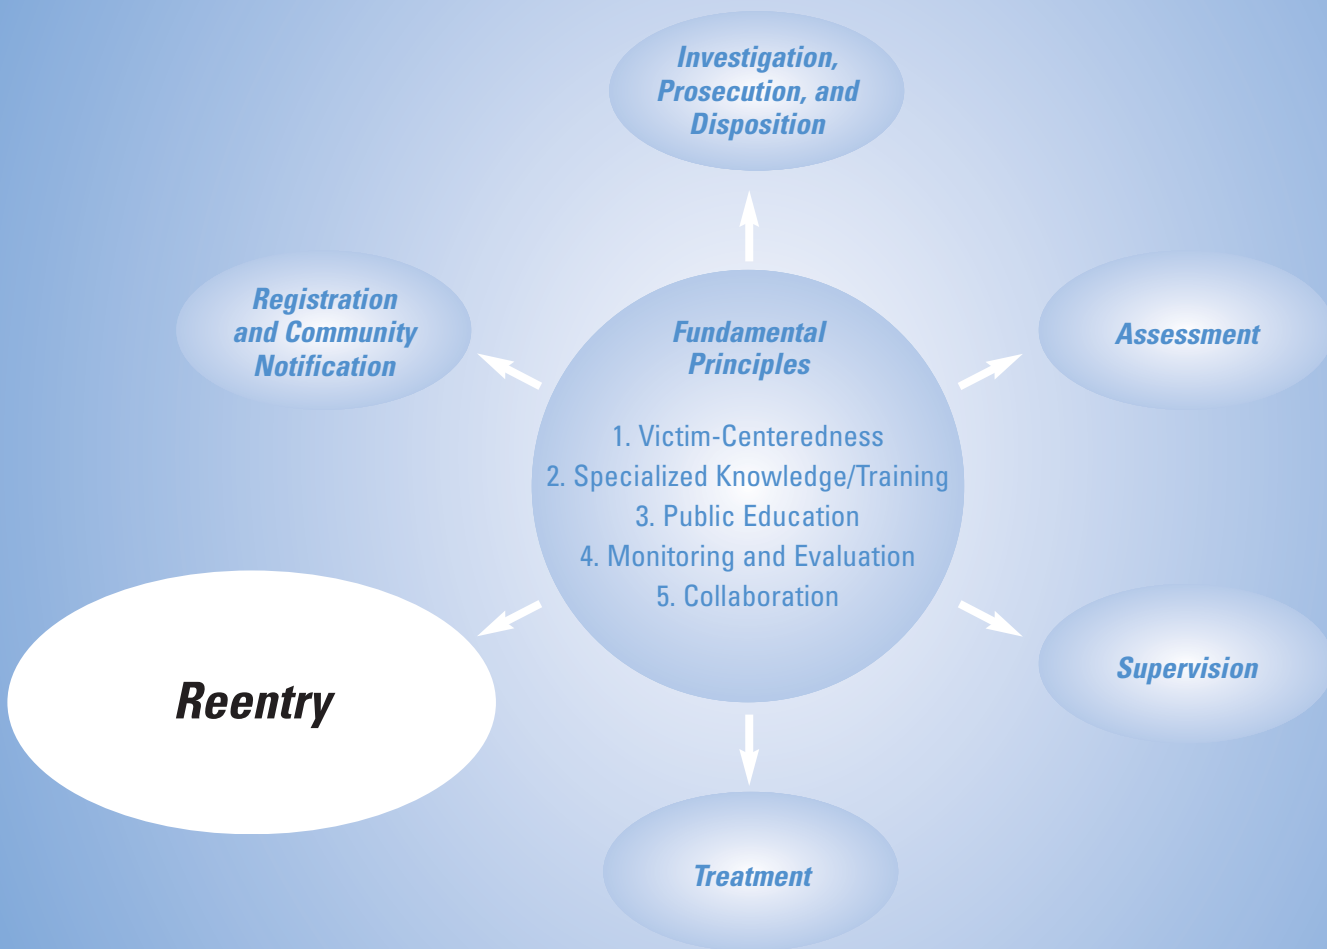 Investigation,
Prosecution, and
Disposition
Registration
and Community
Notification
Assessment
Fundamental
Principles
1. Victim-Centeredness
2. Specialized Knowledge/Training
3. Public Education
4. Monitoring and Evaluation
5. Collaboration
Reentry
Supervision
Treatment